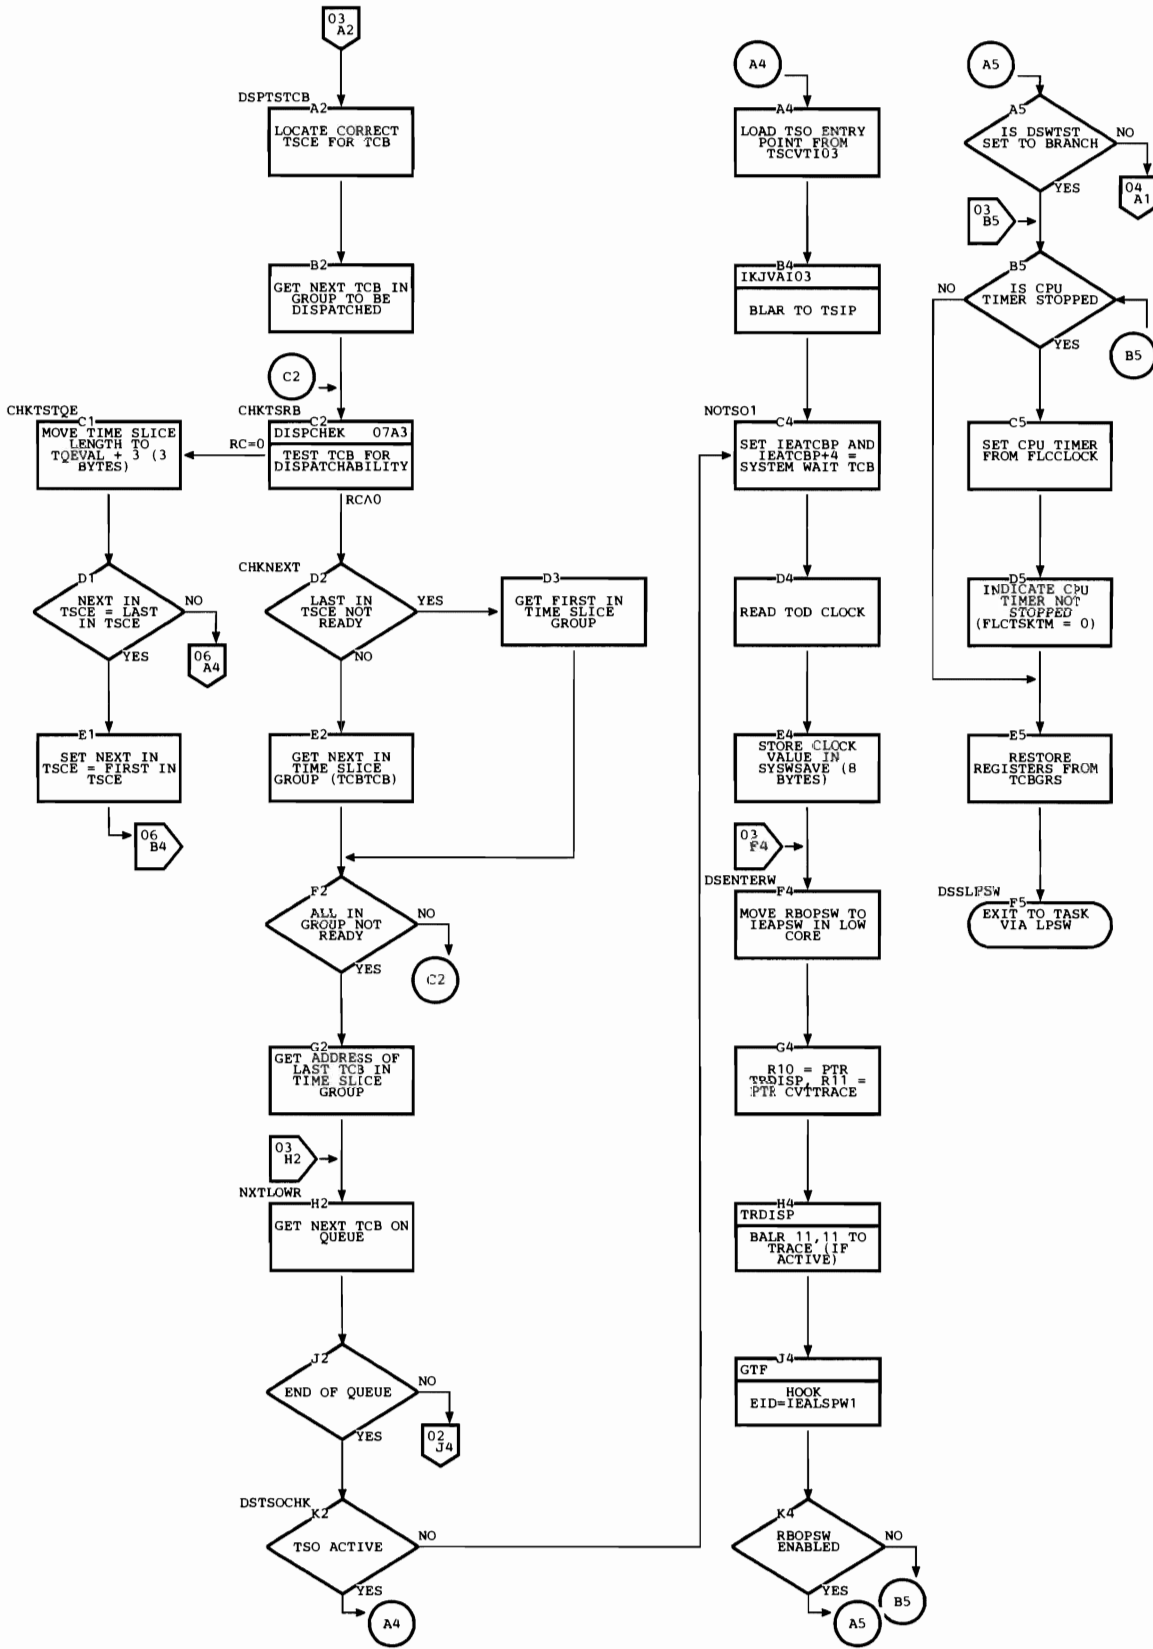 03
A2
DSPTSTCB
A2
LOCATE CORRECT
TSCE FOR TCB
B2
GET NEXT TCB IN
GROUP TO BE
DISPATCHED
C2
CHKTSTQE
C1
MOVE TIME SLICE
LENGTH TO
TQEVAL + 3 (3
BYTES)
RC=0
CHKTSRB
C2
DISPCHEK 07A3
TEST TCB FOR
DISPATCHABILITY
RC∧0
D1
NEXT IN
TSCE = LAST
IN TSCE
NO
YES
06
A4
CHKNEXT
D2
LAST IN
TSCE NOT
READY
YES
NO
D3
GET FIRST IN
TIME SLICE
GROUP
E1
SET NEXT IN
TSCE = FIRST IN
TSCE
06
B4
E2
GET NEXT IN
TIME SLICE
GROUP (TCBTCB)
F2
ALL IN
GROUP NOT
READY
NO
YES
C2
G2
GET ADDRESS OF
LAST TCB IN
TIME SLICE
GROUP
03
H2
NXTLOWR
H2
GET NEXT TCB ON
QUEUE
J2
END OF QUEUE
NO
YES
02
J4
DSTSOCHK
K2
TSO ACTIVE
NO
YES
A4
A4
A4
LOAD TSO ENTRY
POINT FROM
TSCVTI03
B4
IKJVAI03
BLAR TO TSIP
NOTSO1
C4
SET IEATCBP AND
IEATCBP+4 =
SYSTEM WAIT TCB
D4
READ TOD CLOCK
E4
STORE CLOCK
VALUE IN
SYSWSAVE (8
BYTES)
03
F4
DSENTERW
F4
MOVE RBOPSW TO
IEAPSW IN LOW
CORE
G4
R10 = PTR
TRDISP, R11 =
PTR CVTTRACE
H4
TRDISP
BALR 11,11 TO
TRACE (IF
ACTIVE)
J4
GTF
HOOK
EID=IEALSPW1
K4
RBOPSW
ENABLED
NO
YES
A5
B5
A5
A5
IS DSWTST
SET TO BRANCH
NO
YES
04
A1
03
B5
B5
IS CPU
TIMER STOPPED
NO
YES
B5
C5
SET CPU TIMER
FROM FLCCLOCK
D5
INDICATE CPU
TIMER NOT
STOPPED
(FLCTSKTM = 0)
E5
RESTORE
REGISTERS FROM
TCBGRS
DSSLPSW
F5
EXIT TO TASK
VIA LPSW